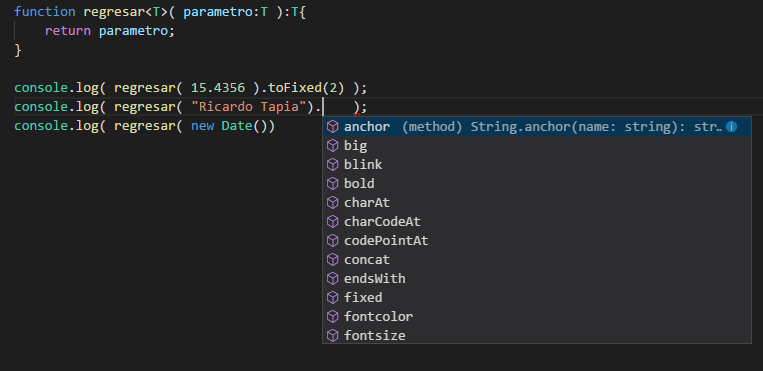 function regresar<T>( parametro:T ):T{
    return parametro;
}
console.log( regresar( 15.4356 ).toFixed(2) );
console.log( regresar( "Ricardo Tapia").    );
console.log( regresar( new Date())
anchor (method) String.anchor(name: string): str…
big
blink
bold
charAt
charCodeAt
codePointAt
concat
endsWith
fixed
fontcolor
fontsize